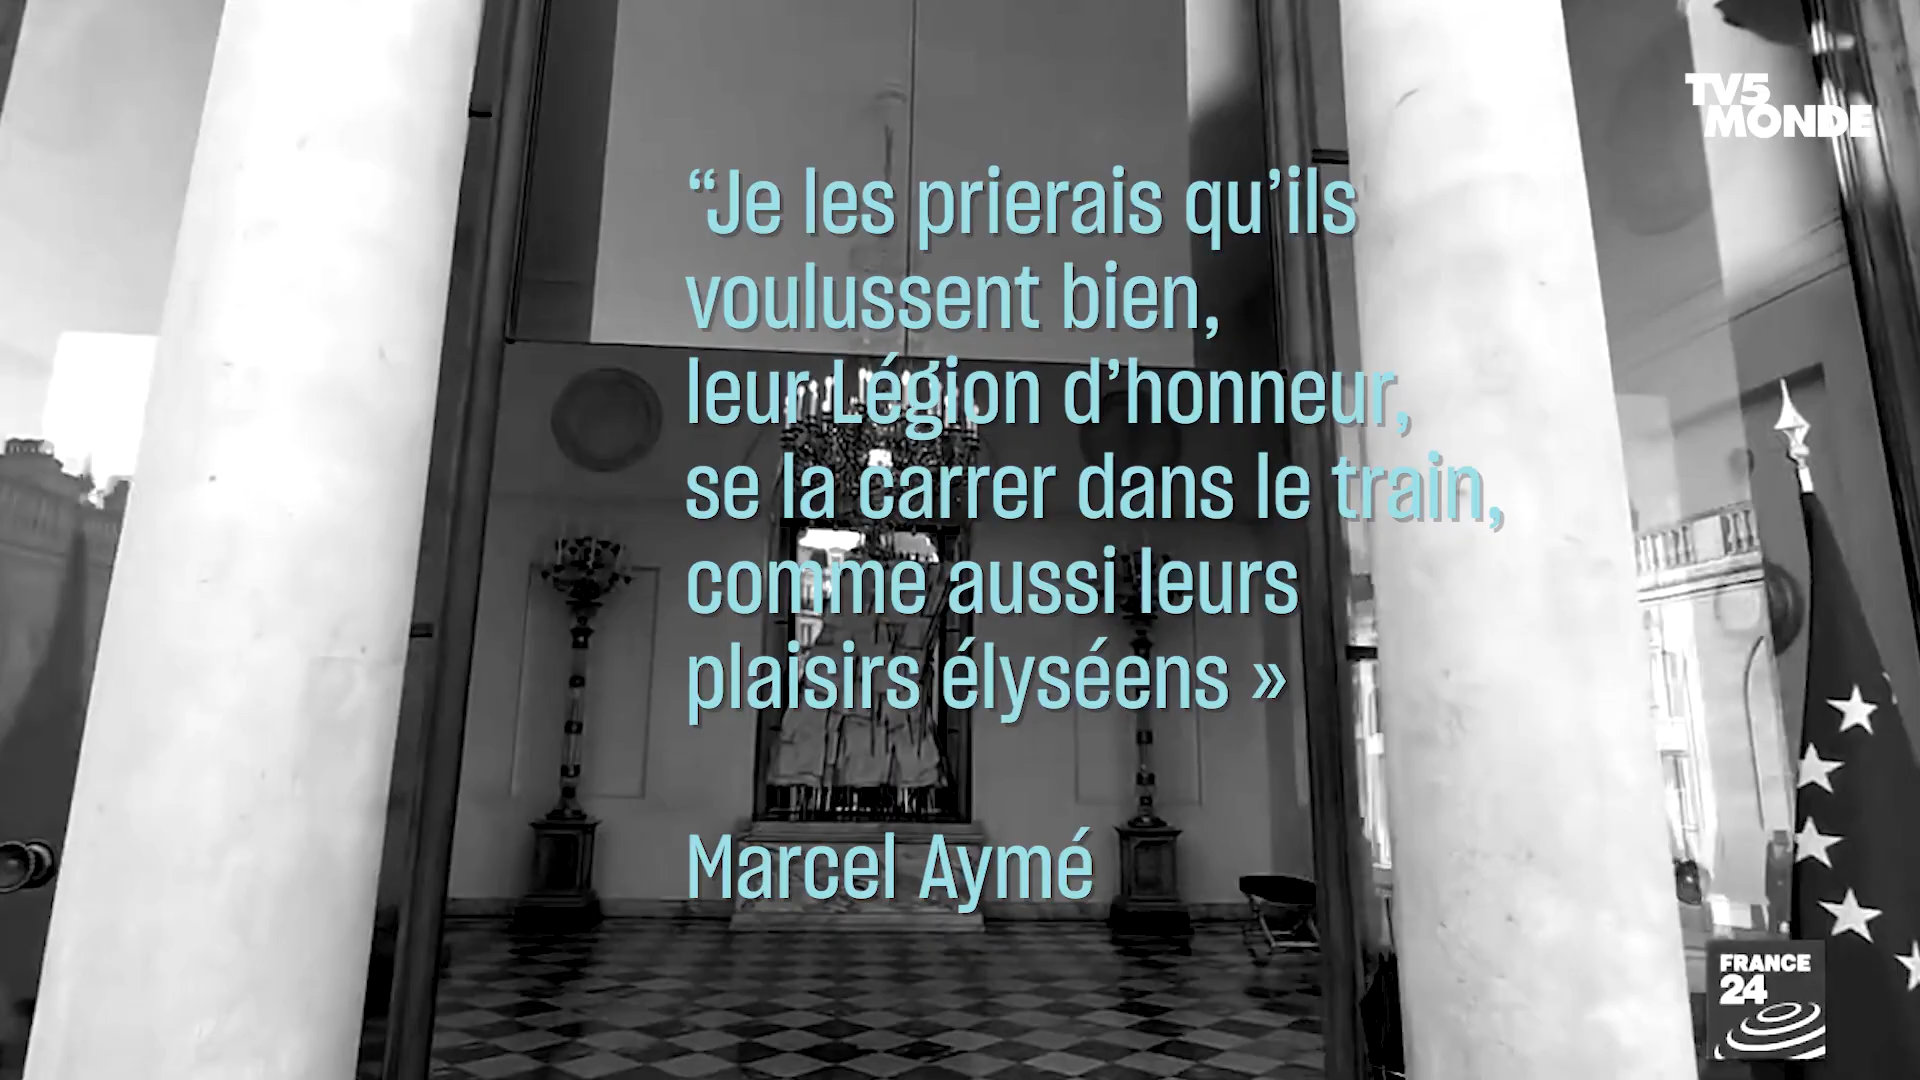 TV5
MONDE
“Je les prierais qu’ils
voulussent bien,
leur Légion d’honneur,
se la carrer dans le train,
comme aussi leurs
plaisirs élyséens »
Marcel Aymé
FRANCE
24